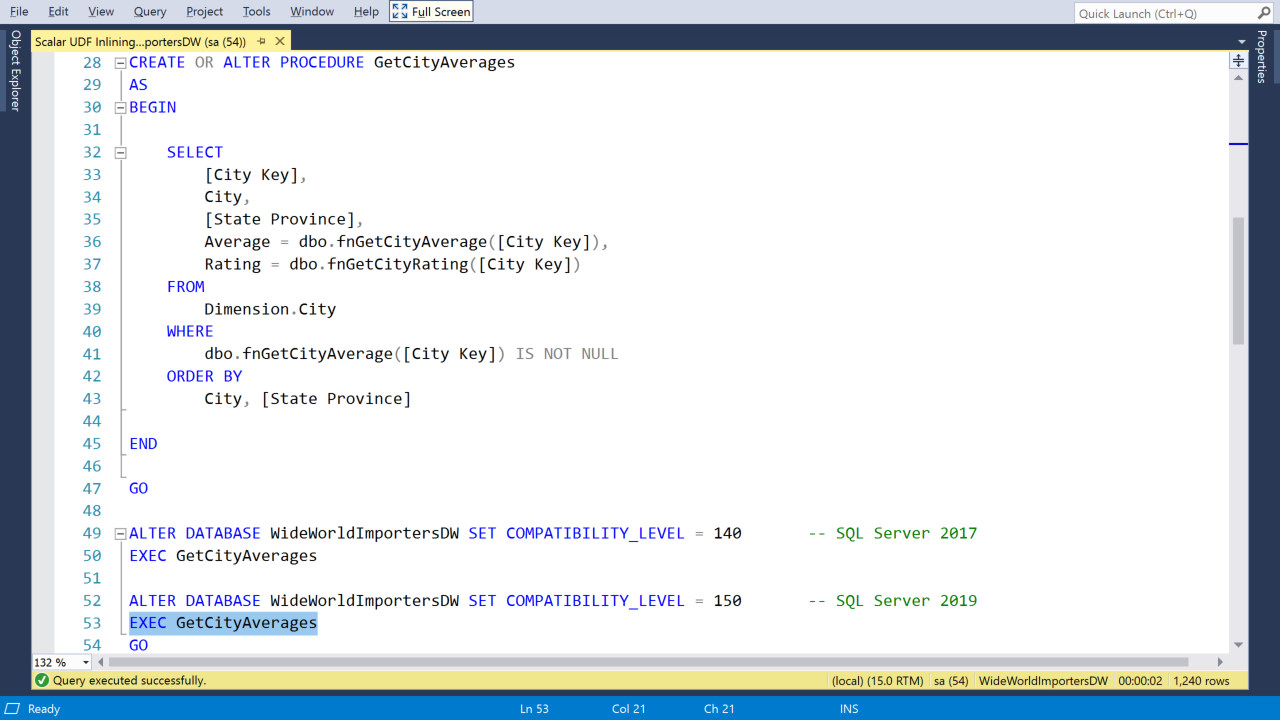 File Edit View Query Project Tools Window Help Full Screen Quick Launch (Ctrl+Q)
Scalar UDF Inlining...portersDW (sa (54))
Object Explorer
Properties
28 CREATE OR ALTER PROCEDURE GetCityAverages
29 AS
30 BEGIN
31
32 SELECT
33 [City Key],
34 City,
35 [State Province],
36 Average = dbo.fnGetCityAverage([City Key]),
37 Rating = dbo.fnGetCityRating([City Key])
38 FROM
39 Dimension.City
40 WHERE
41 dbo.fnGetCityAverage([City Key]) IS NOT NULL
42 ORDER BY
43 City, [State Province]
44
45 END
46
47 GO
48
49 ALTER DATABASE WideWorldImportersDW SET COMPATIBILITY_LEVEL = 140 -- SQL Server 2017
50 EXEC GetCityAverages
51
52 ALTER DATABASE WideWorldImportersDW SET COMPATIBILITY_LEVEL = 150 -- SQL Server 2019
53 EXEC GetCityAverages
54 GO
132 %
Query executed successfully. (local) (15.0 RTM) sa (54) WideWorldImportersDW 00:00:02 1,240 rows
Ready Ln 53 Col 21 Ch 21 INS